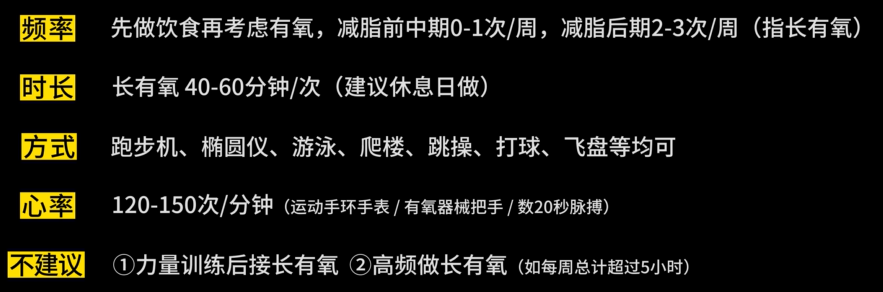 频率 先做饮食再考虑有氧，减脂前中期0-1次/周，减脂后期2-3次/周（指长有氧）
时长 长有氧 40-60分钟/次（建议休息日做）
方式 跑步机、椭圆仪、游泳、爬楼、跳操、打球、飞盘等均可
心率 120-150次/分钟（运动手环手表 / 有氧器械把手 / 数20秒脉搏）
不建议 ①力量训练后接长有氧 ②高频做长有氧（如每周总计超过5小时）